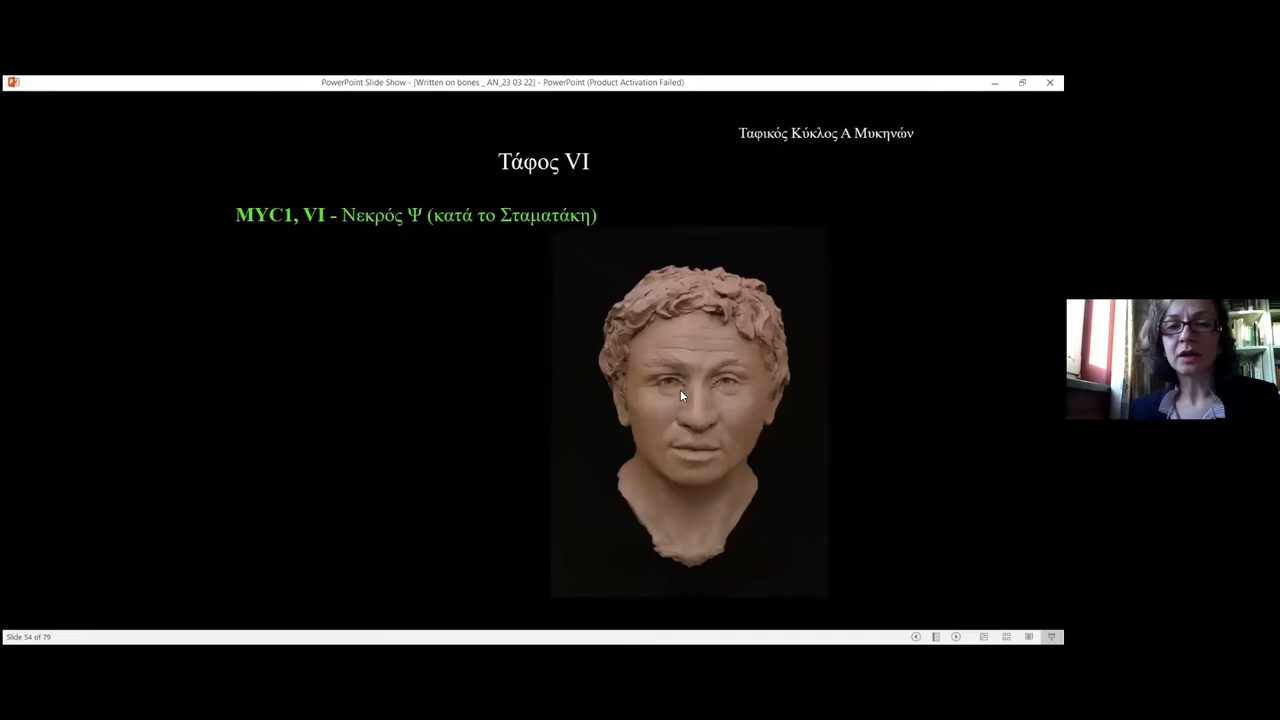 PowerPoint Slide Show - [Written on bones _ AN_23 03 22] - PowerPoint (Product Activation Failed)
Ταφικός Κύκλος Α Μυκηνών
Τάφος VI
MYC1, VI - Νεκρός Ψ (κατά το Σταματάκη)
Slide 54 of 79